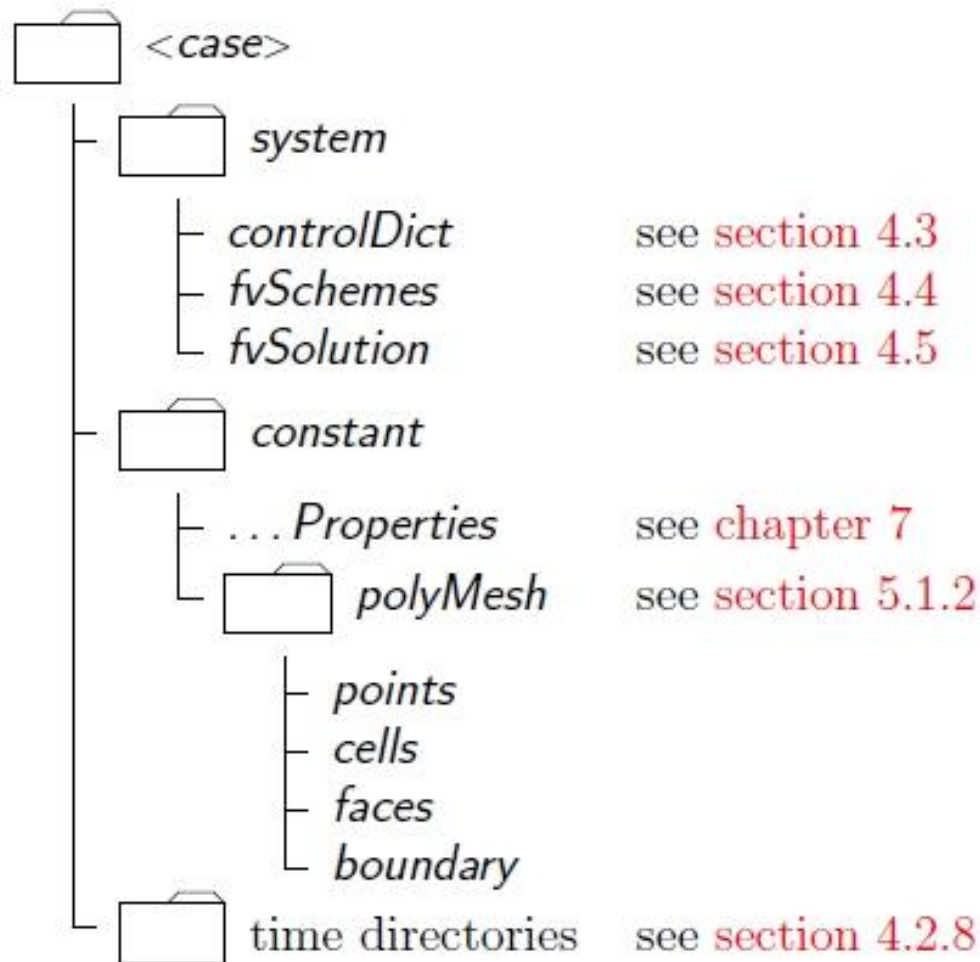 <case>
system
controlDict see section 4.3
fvSchemes see section 4.4
fvSolution see section 4.5
constant
...Properties see chapter 7
polyMesh see section 5.1.2
points
cells
faces
boundary
time directories see section 4.2.8